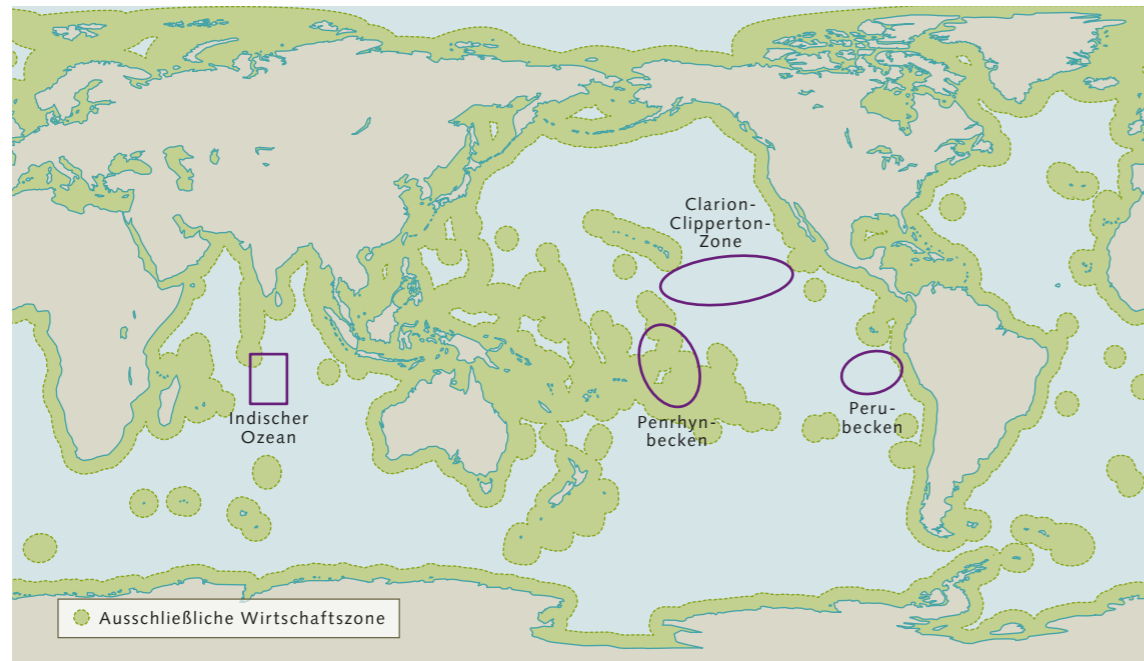 Clarion-
Clipperton-
Zone
Indischer
Ozean
Penrhyn-
becken
Peru-
becken
Ausschließliche Wirtschaftszone